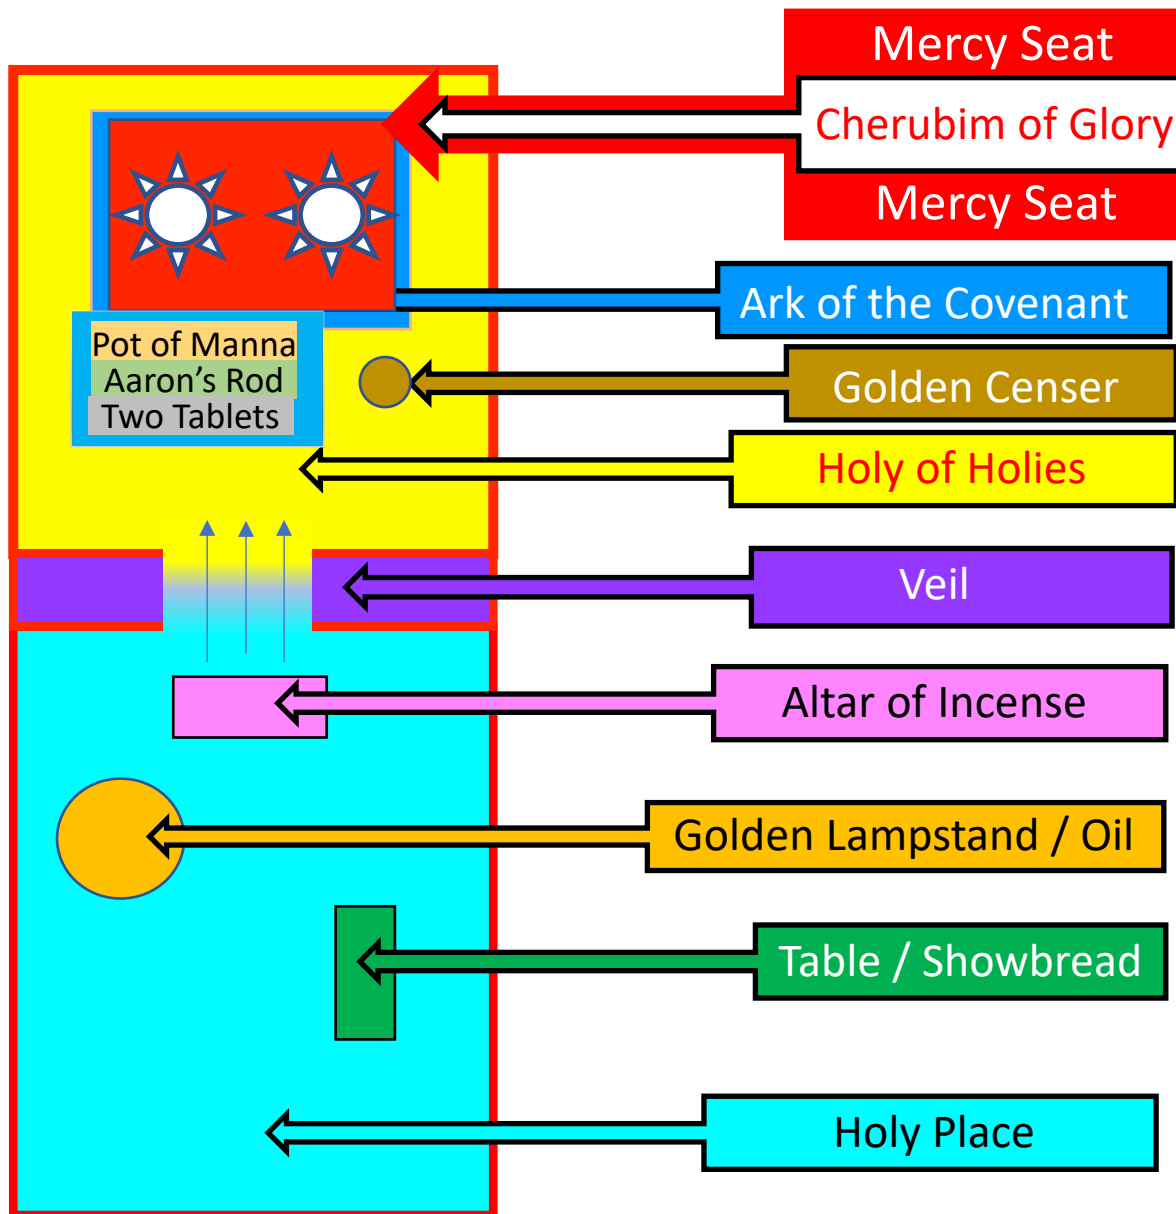 Mercy Seat
Cherubim of Glory
Mercy Seat
Ark of the Covenant
Pot of Manna
Aaron’s Rod
Two Tablets
Golden Censer
Holy of Holies
Veil
Altar of Incense
Golden Lampstand / Oil
Table / Showbread
Holy Place